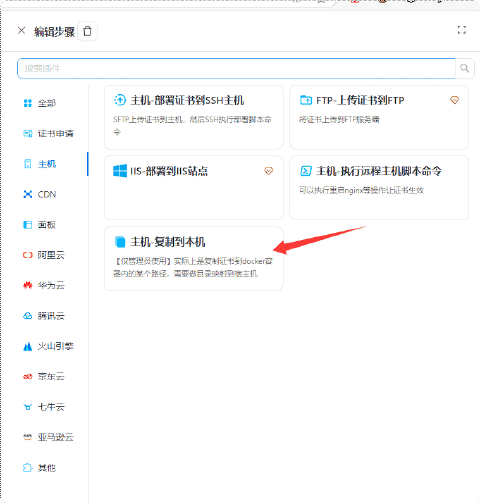 编辑步骤
搜索插件
全部
证书申请
主机
CDN
面板
阿里云
华为云
腾讯云
火山引擎
京东云
七牛云
亚马逊云
其他
主机-部署证书到SSH主机
SFTP上传证书到主机，然后SSH执行部署脚本命
令
FTP-上传证书到FTP
将证书上传到FTP服务器
IIS-部署到IIS站点
主机-执行远程主机脚本命令
可以执行重启nginx等操作让证书生效
主机-复制到本机
【仅管理员使用】实际上是复制证书到docker容
器内的某个路径，需要做目录映射到宿主机